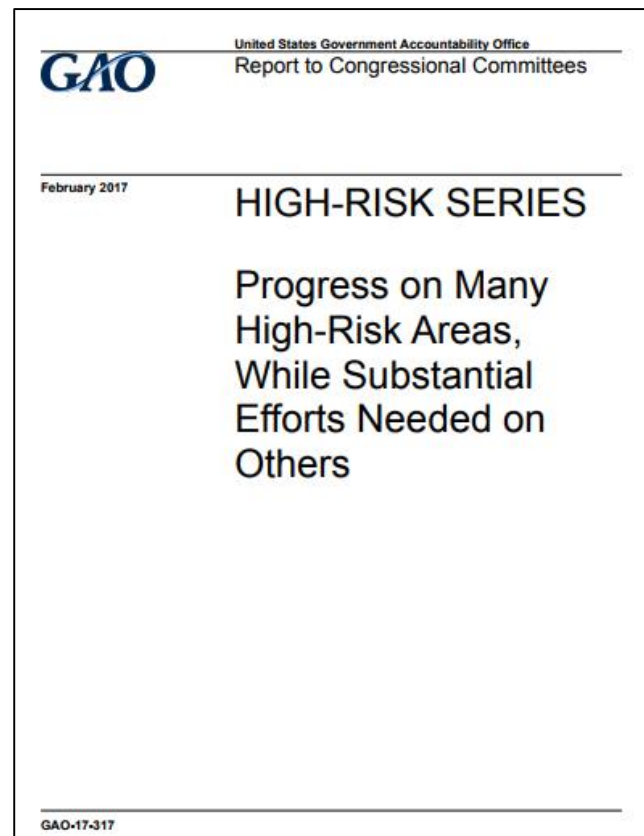 United States Government Accountability Office
GAO
Report to Congressional Committees
February 2017
HIGH-RISK SERIES
Progress on Many
High-Risk Areas,
While Substantial
Efforts Needed on
Others
GAO-17-317